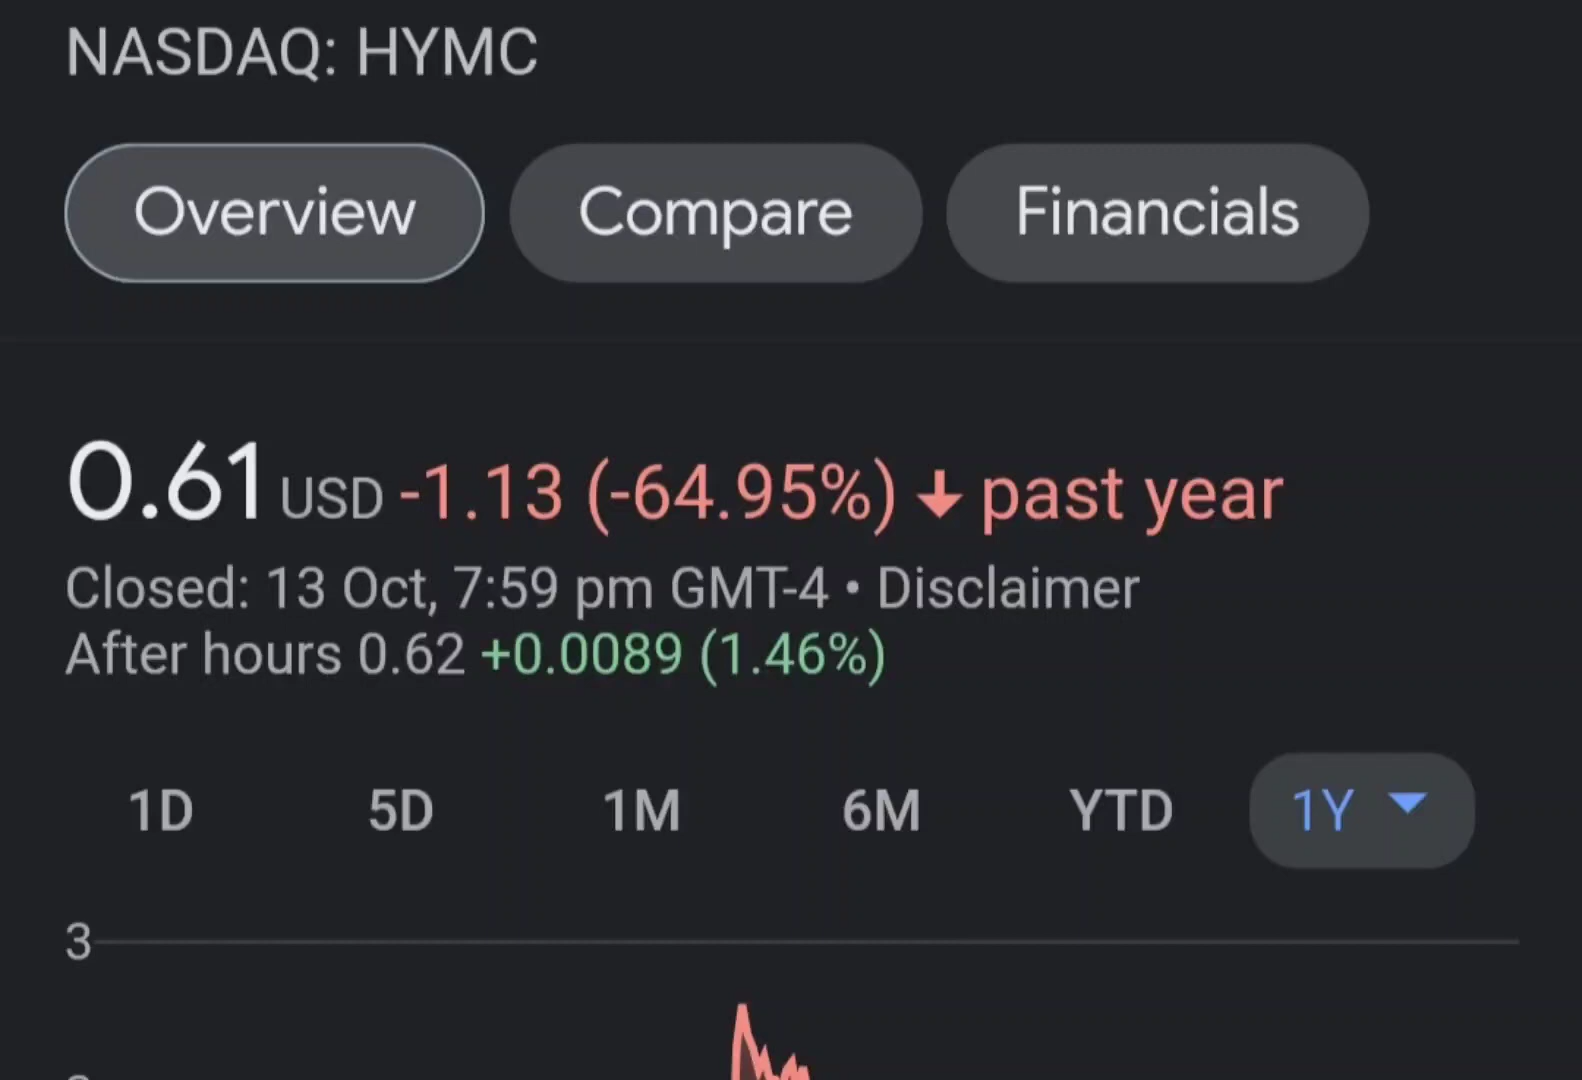 NASDAQ: HYMC
Overview Compare Financials
0.61 USD -1.13 (-64.95%) ↓ past year
Closed: 13 Oct, 7:59 pm GMT-4 • Disclaimer
After hours 0.62 +0.0089 (1.46%)
1D 5D 1M 6M YTD 1Y
3